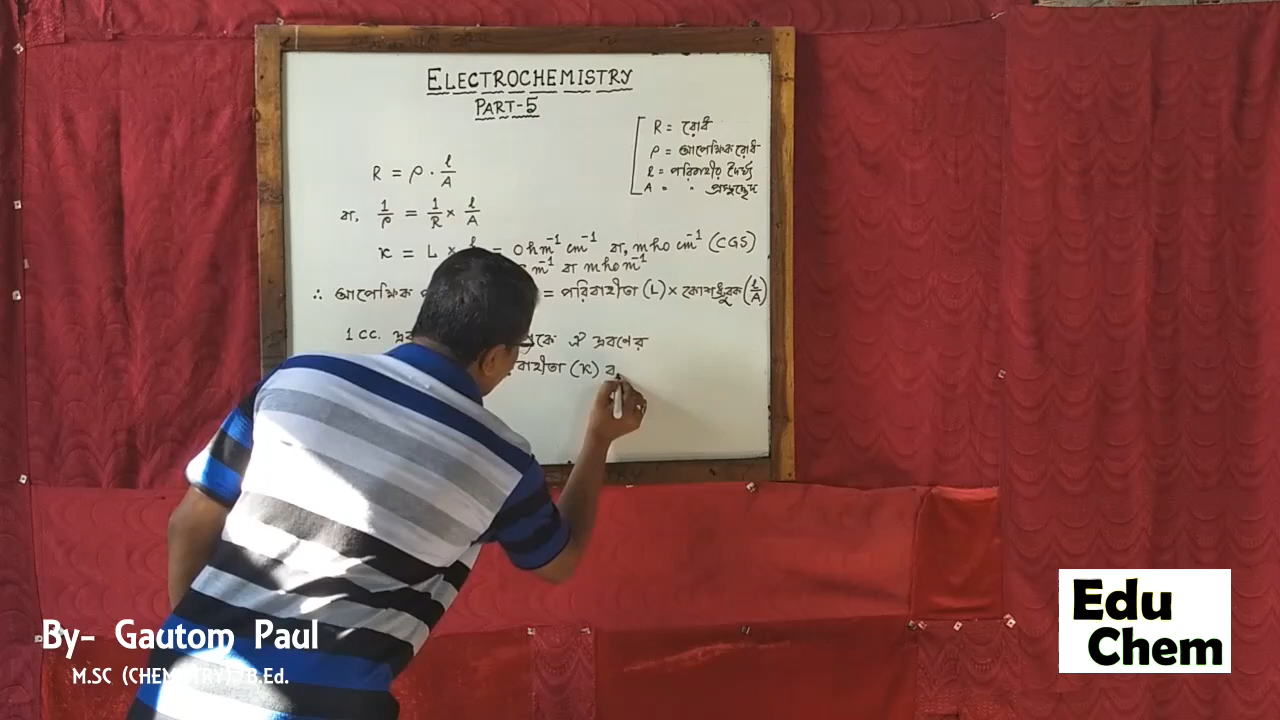 ELECTROCHEMISTRY
PART-5
R = রোধ
ρ = আপেক্ষিক রোধ
l = পরিবাহীর দৈর্ঘ্য
A = " প্রস্থচ্ছেদ
R = ρ · l/A
বা, 1/ρ = 1/R × l/A
κ = L × l = ohm⁻¹ cm⁻¹ বা, mho cm⁻¹ (CGS)
m⁻¹ বা mho m⁻¹
∴ আপেক্ষিক = পরিবাহীতা (L) × কোশধ্রুবক (l/A)
1 CC. ঐ দ্রবণের
বাহীতা (κ) ব
By- Gautom Paul
M.SC (CHEMISTRY), B.Ed.
Edu
Chem